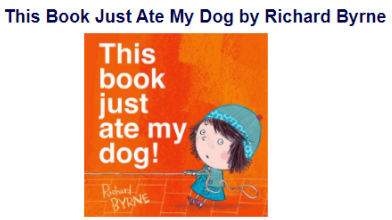 This Book Just Ate My Dog by Richard Byrne
This
book
just
ate my
dog!
Richard
BYRNE